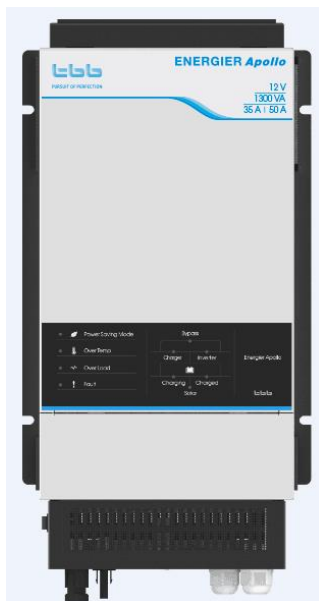 tbb
PURSUIT OF PERFECTION
ENERGIER Apollo
12 V
1300 VA
35 A | 50 A
Power Saving Mode
Over Temp
Over Load
Fault
Bypass
Charger
Inverter
Charging
Charged
Solar
Energier Apollo
tbb